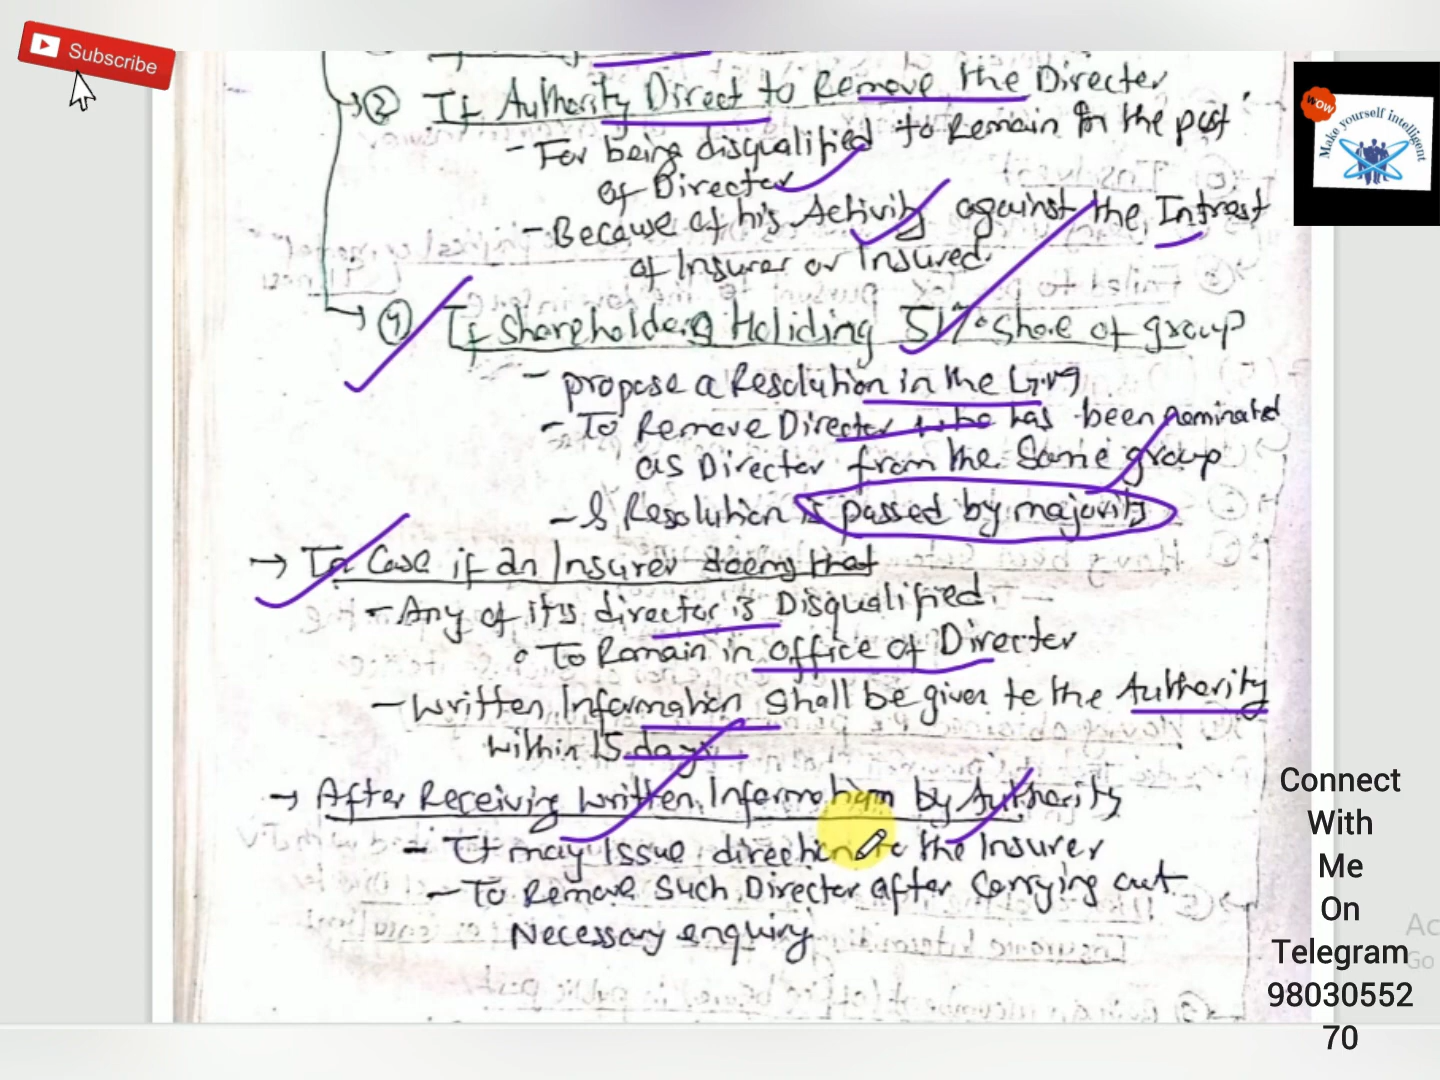 Subscribe
→ ③ If Authority Direct to Remove the Directer
- For being disqualified to Remain in the post
of Director
- Because of his Activity against the Intrest
of Insurer or Insured.
→ ④ If shareholders Holiding 51% share of group
- propose a Resolution in the G.M
- To Remove Director who has been nominated
as Director from the Same group
- & Resolution is passed by majority
→ In Case if an Insurer deems that
- Any of its director is Disqualified.
• To Remain in office of Directer
- Written Information Shall be given to the Authority
within 15 days
→ After Receiving Written Information by Authority
- It may Issue direction to the Insurer
- To Remove Such Director after Carrying out
Necessary enquiry
WOW
Make yourself intelligent
Connect
With
Me
On
Telegram
98030552
70
Ac
Go